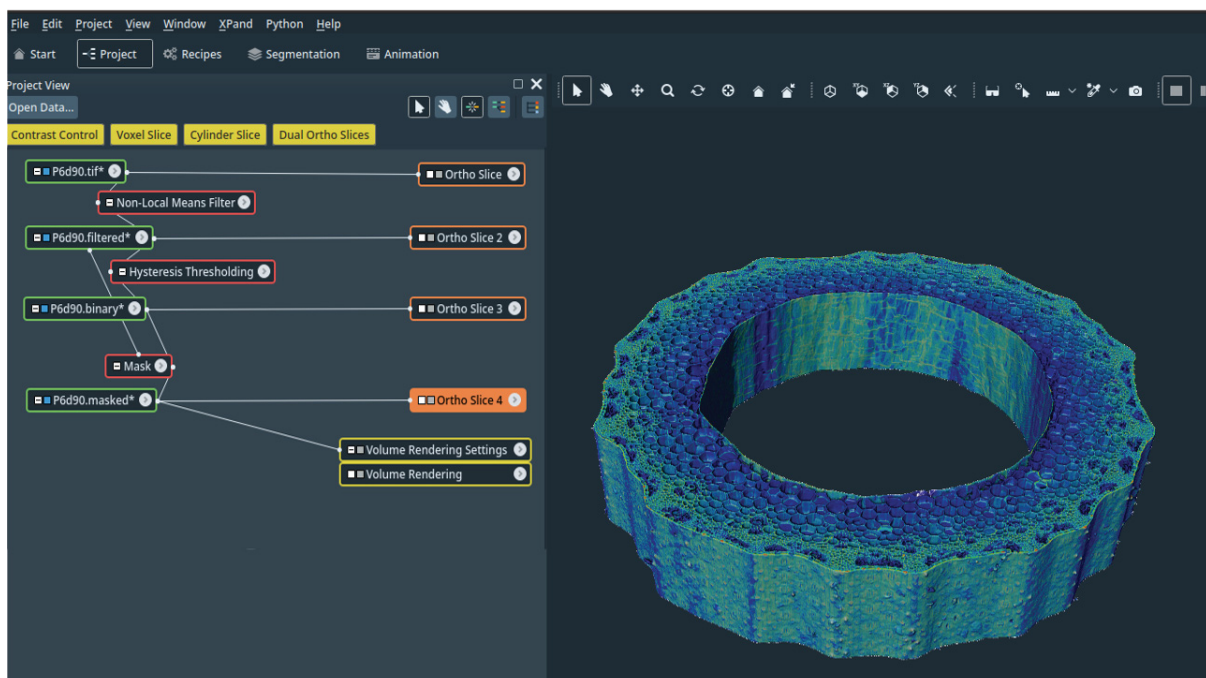 File Edit Project View Window XPand Python Help
Start Project Recipes Segmentation Animation
Project View
Open Data...
Contrast Control Voxel Slice Cylinder Slice Dual Ortho Slices
P6d90.tif* Ortho Slice
Non-Local Means Filter
P6d90.filtered* Ortho Slice 2
Hysteresis Thresholding
P6d90.binary* Ortho Slice 3
Mask
P6d90.masked* Ortho Slice 4
Volume Rendering Settings
Volume Rendering